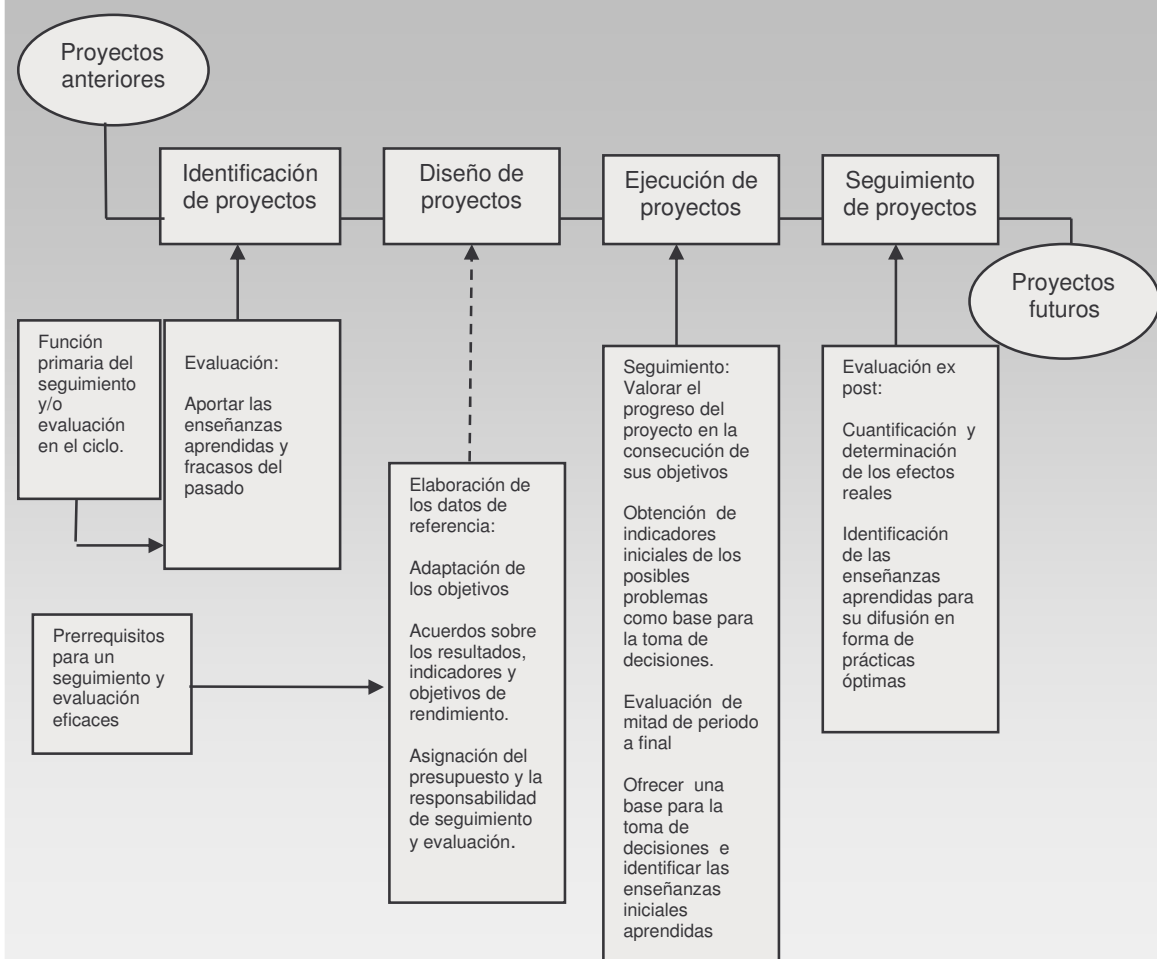 Proyectos
anteriores
Identificación
de proyectos
Diseño de
proyectos
Ejecución de
proyectos
Seguimiento
de proyectos
Proyectos
futuros
Función
primaria del
seguimiento
y/o
evaluación
en el ciclo.
Evaluación:
Aportar las
enseñanzas
aprendidas y
fracasos del
pasado
Prerrequisitos
para un
seguimiento y
evaluación
eficaces
Elaboración de
los datos de
referencia:
Adaptación de
los objetivos
Acuerdos sobre
los resultados,
indicadores y
objetivos de
rendimiento.
Asignación del
presupuesto y la
responsabilidad
de seguimiento
y evaluación.
Seguimiento:
Valorar el
progreso del
proyecto en la
consecución de
sus objetivos
Obtención de
indicadores
iniciales de los
posibles
problemas
como base para
la toma de
decisiones.
Evaluación de
mitad de periodo
a final
Ofrecer una
base para la
toma de
decisiones e
identificar las
enseñanzas
iniciales
aprendidas
Evaluación ex
post:
Cuantificación y
determinación
de los efectos
reales
Identificación
de las
enseñanzas
aprendidas para
su difusión en
forma de
prácticas
óptimas